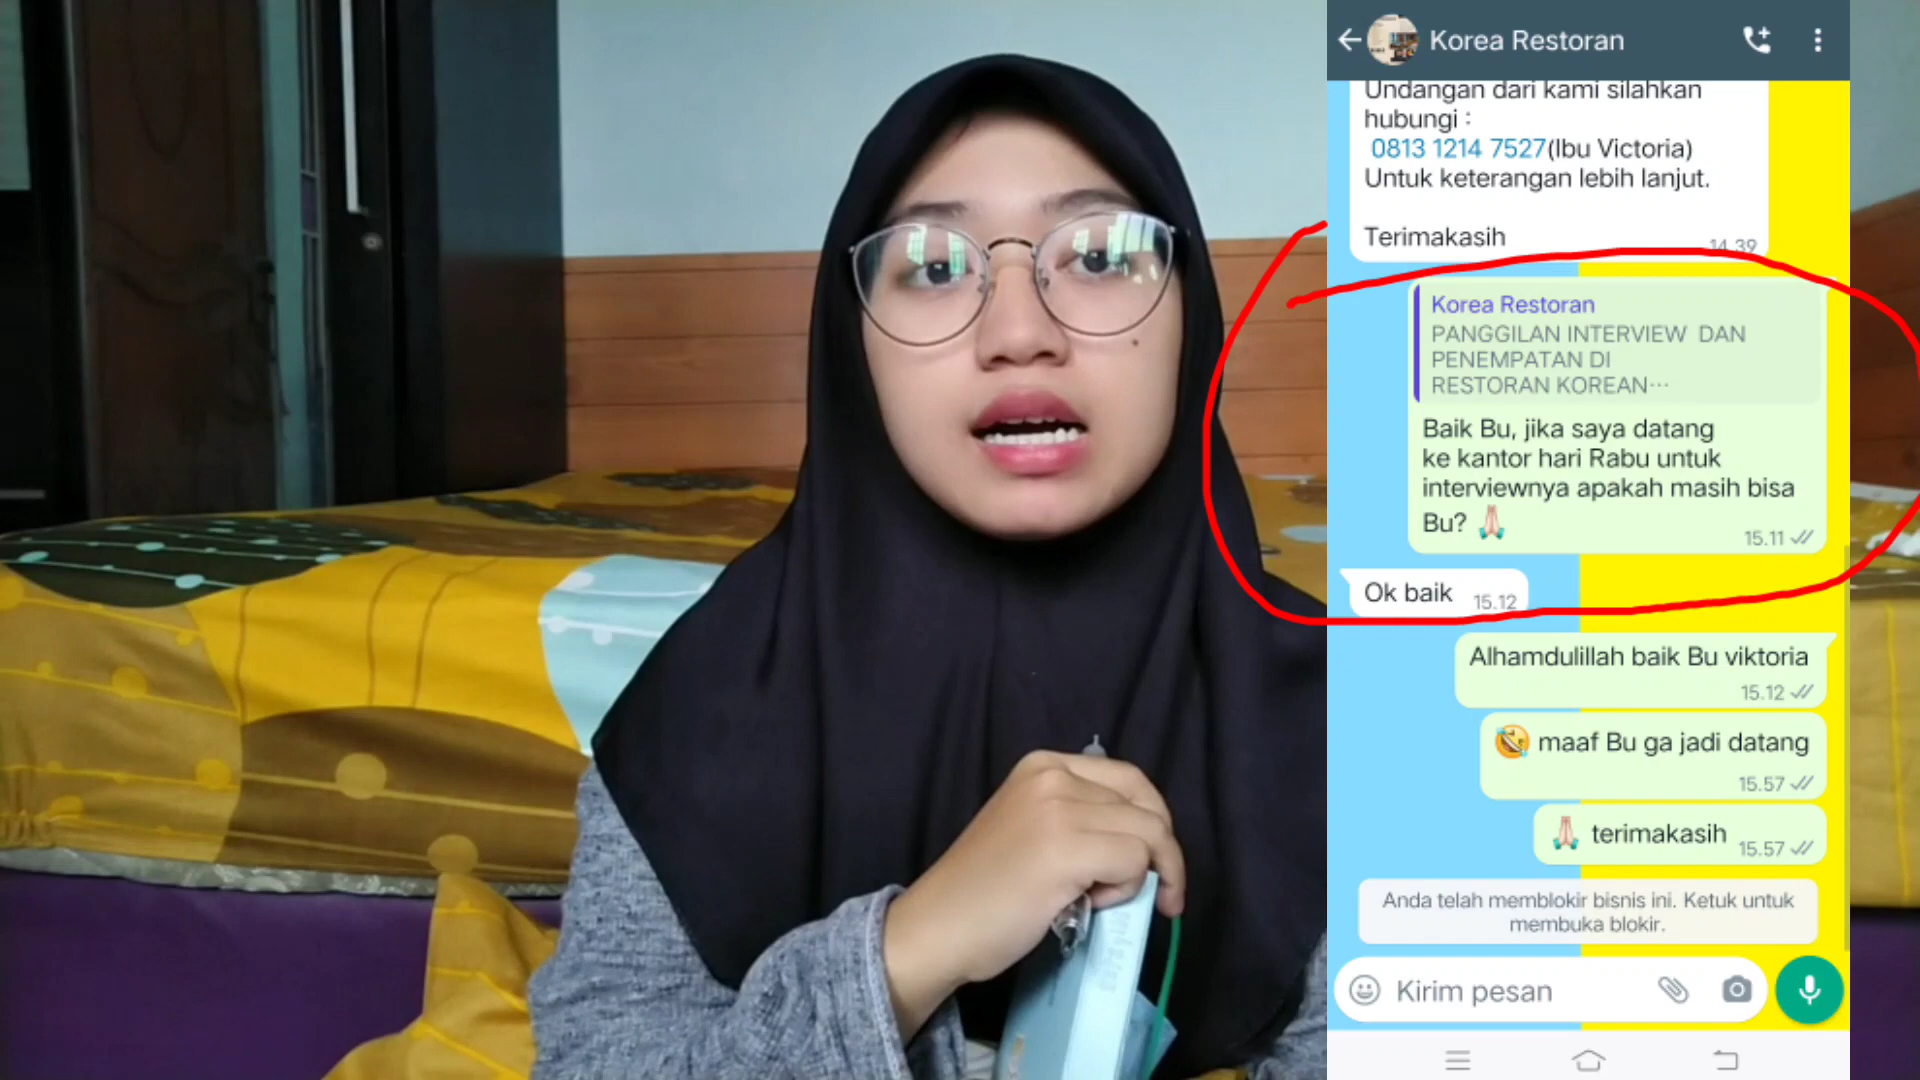 Korea Restoran
Undangan dari kami silahkan
hubungi :
0813 1214 7527(Ibu Victoria)
Untuk keterangan lebih lanjut.
Terimakasih
14.39
Korea Restoran
PANGGILAN INTERVIEW DAN
PENEMPATAN DI
RESTORAN KOREAN...
Baik Bu, jika saya datang
ke kantor hari Rabu untuk
interviewnya apakah masih bisa
Bu? 🙏🏻
15.11
Ok baik 15.12
Alhamdulillah baik Bu viktoria
15.12
🤣 maaf Bu ga jadi datang
15.57
🙏🏻 terimakasih 15.57
Anda telah memblokir bisnis ini. Ketuk untuk
membuka blokir.
Kirim pesan